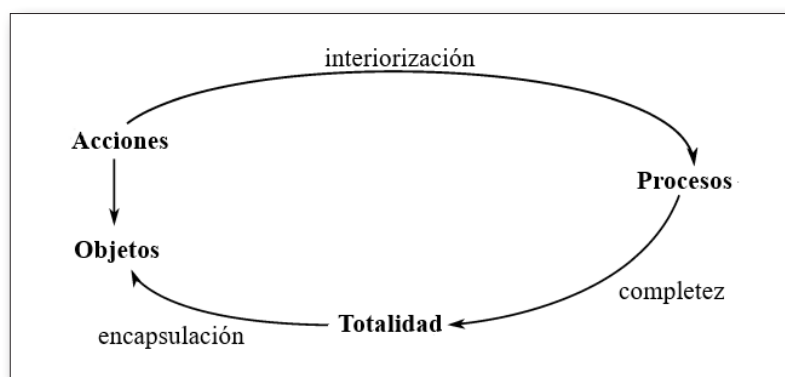 interiorización
Acciones
Procesos
Objetos
completez
Totalidad
encapsulación